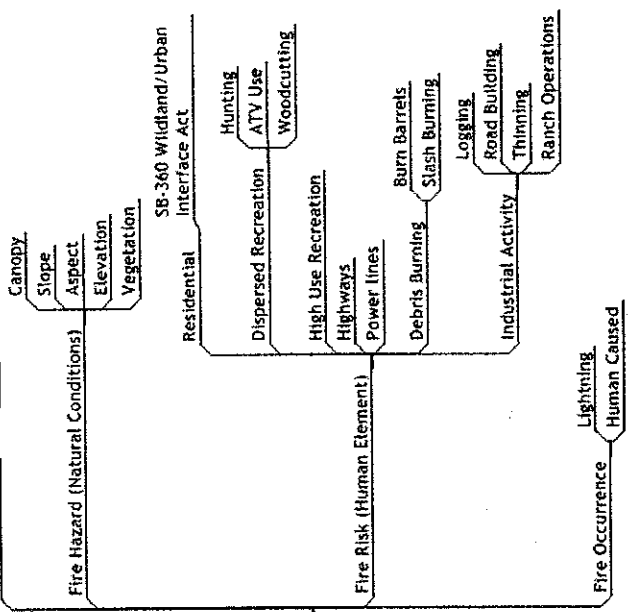 Fire Hazard (Natural Conditions)
Canopy
Slope
Aspect
Elevation
Vegetation
Fire Risk (Human Element)
Residential
SB-360 Wildland/Urban
Interface Act
Dispersed Recreation
Hunting
ATV Use
Woodcutting
High Use Recreation
Highways
Power lines
Debris Burning
Burn Barrels
Slash Burning
Industrial Activity
Logging
Road Building
Thinning
Ranch Operations
Fire Occurrence
Lightning
Human Caused